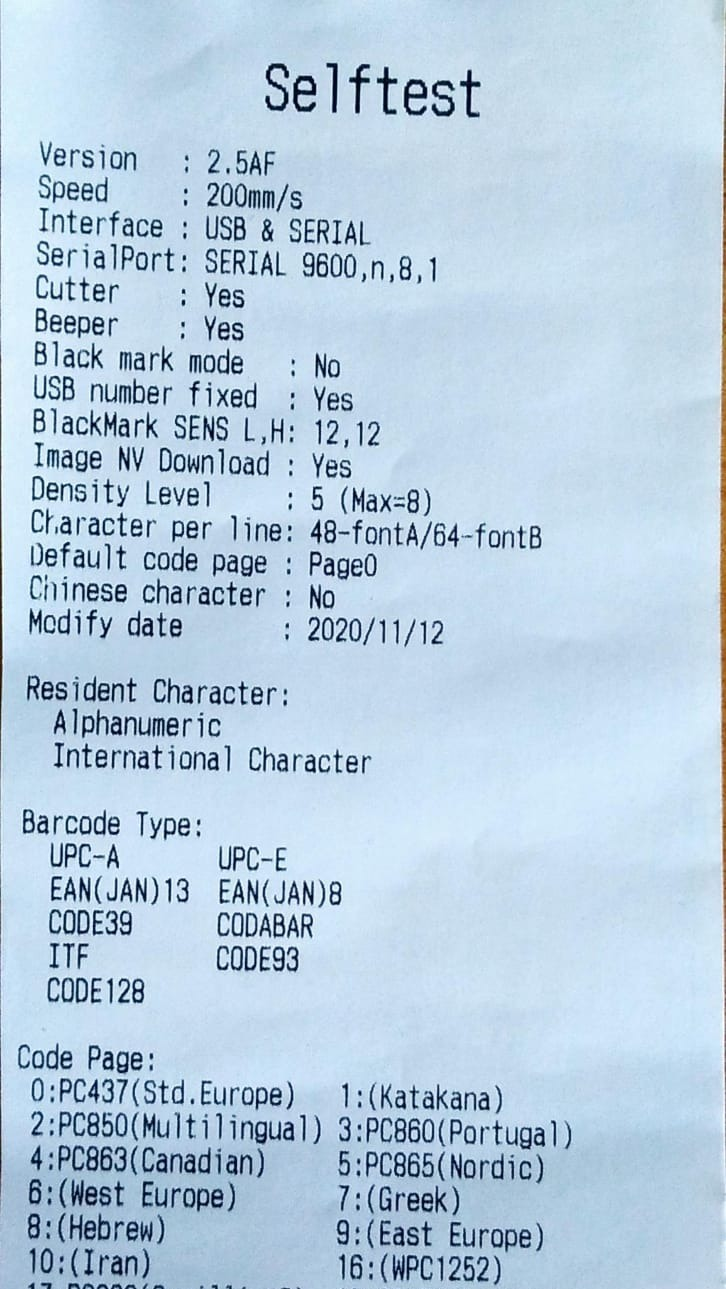 Selftest
Version : 2.5AF
Speed : 200mm/s
Interface : USB & SERIAL
SerialPort: SERIAL 9600,n,8,1
Cutter : Yes
Beeper : Yes
Black mark mode : No
USB number fixed : Yes
BlackMark SENS L,H: 12,12
Image NV Download : Yes
Density Level : 5 (Max=8)
Character per line: 48-fontA/64-fontB
Default code page : Page0
Chinese character : No
Modify date : 2020/11/12
Resident Character:
Alphanumeric
International Character
Barcode Type:
UPC-A UPC-E
EAN(JAN)13 EAN(JAN)8
CODE39 CODABAR
ITF CODE93
CODE128
Code Page:
0:PC437(Std.Europe) 1:(Katakana)
2:PC850(Multilingual) 3:PC860(Portugal)
4:PC863(Canadian) 5:PC865(Nordic)
6:(West Europe) 7:(Greek)
8:(Hebrew) 9:(East Europe)
10:(Iran) 16:(WPC1252)